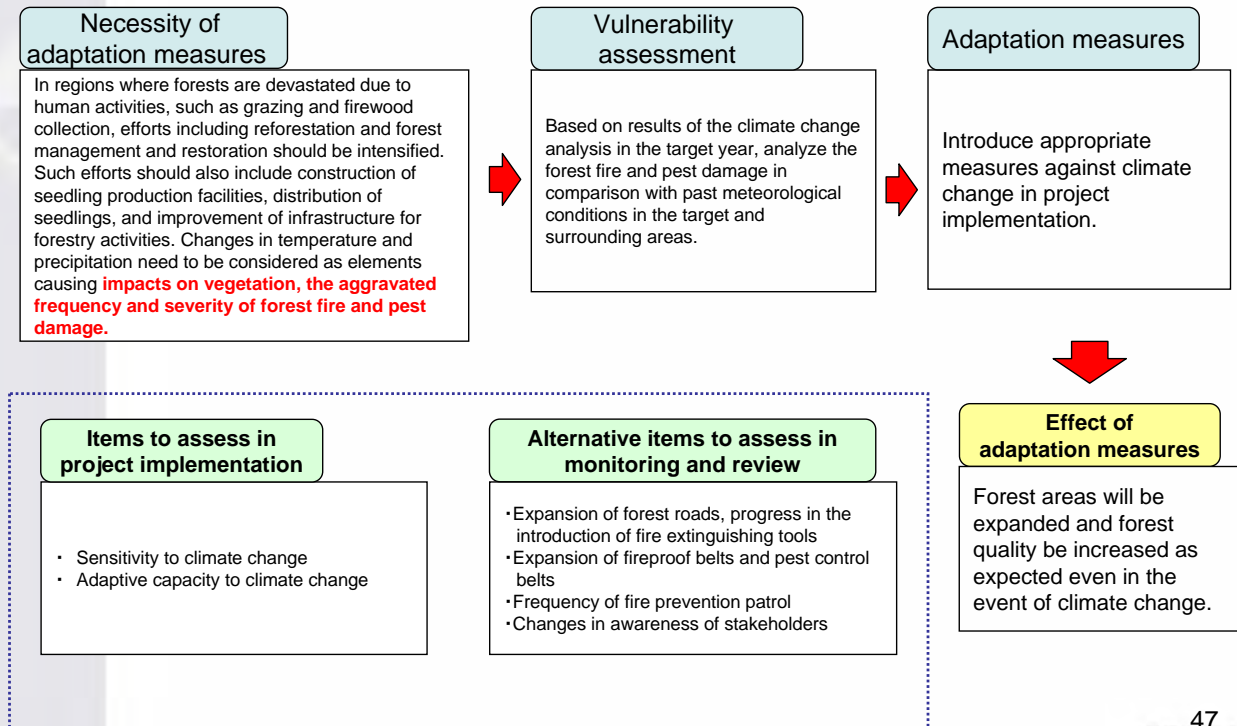 Necessity of
adaptation measures
In regions where forests are devastated due to
human activities, such as grazing and firewood
collection, efforts including reforestation and forest
management and restoration should be intensified.
Such efforts should also include construction of
seedling production facilities, distribution of
seedlings, and improvement of infrastructure for
forestry activities. Changes in temperature and
precipitation need to be considered as elements
causing impacts on vegetation, the aggravated
frequency and severity of forest fire and pest
damage.
Vulnerability
assessment
Based on results of the climate change
analysis in the target year, analyze the
forest fire and pest damage in
comparison with past meteorological
conditions in the target and
surrounding areas.
Adaptation measures
Introduce appropriate
measures against climate
change in project
implementation.
Items to assess in
project implementation
・ Sensitivity to climate change
・ Adaptive capacity to climate change
Alternative items to assess in
monitoring and review
・Expansion of forest roads, progress in the
introduction of fire extinguishing tools
・Expansion of fireproof belts and pest control
belts
・Frequency of fire prevention patrol
・Changes in awareness of stakeholders
Effect of
adaptation measures
Forest areas will be
expanded and forest
quality be increased as
expected even in the
event of climate change.
47